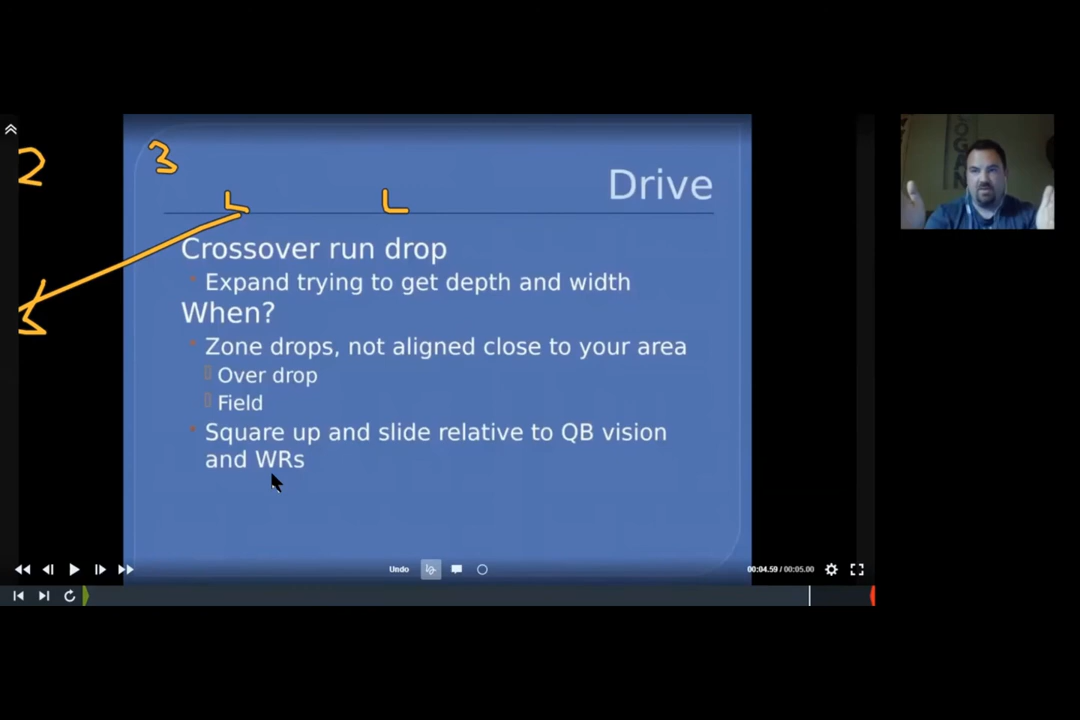 2
3
L
L
Drive
Crossover run drop
Expand trying to get depth and width
When?
Zone drops, not aligned close to your area
Over drop
Field
Square up and slide relative to QB vision
and WRs
Undo
00:04.59 / 00:05.00